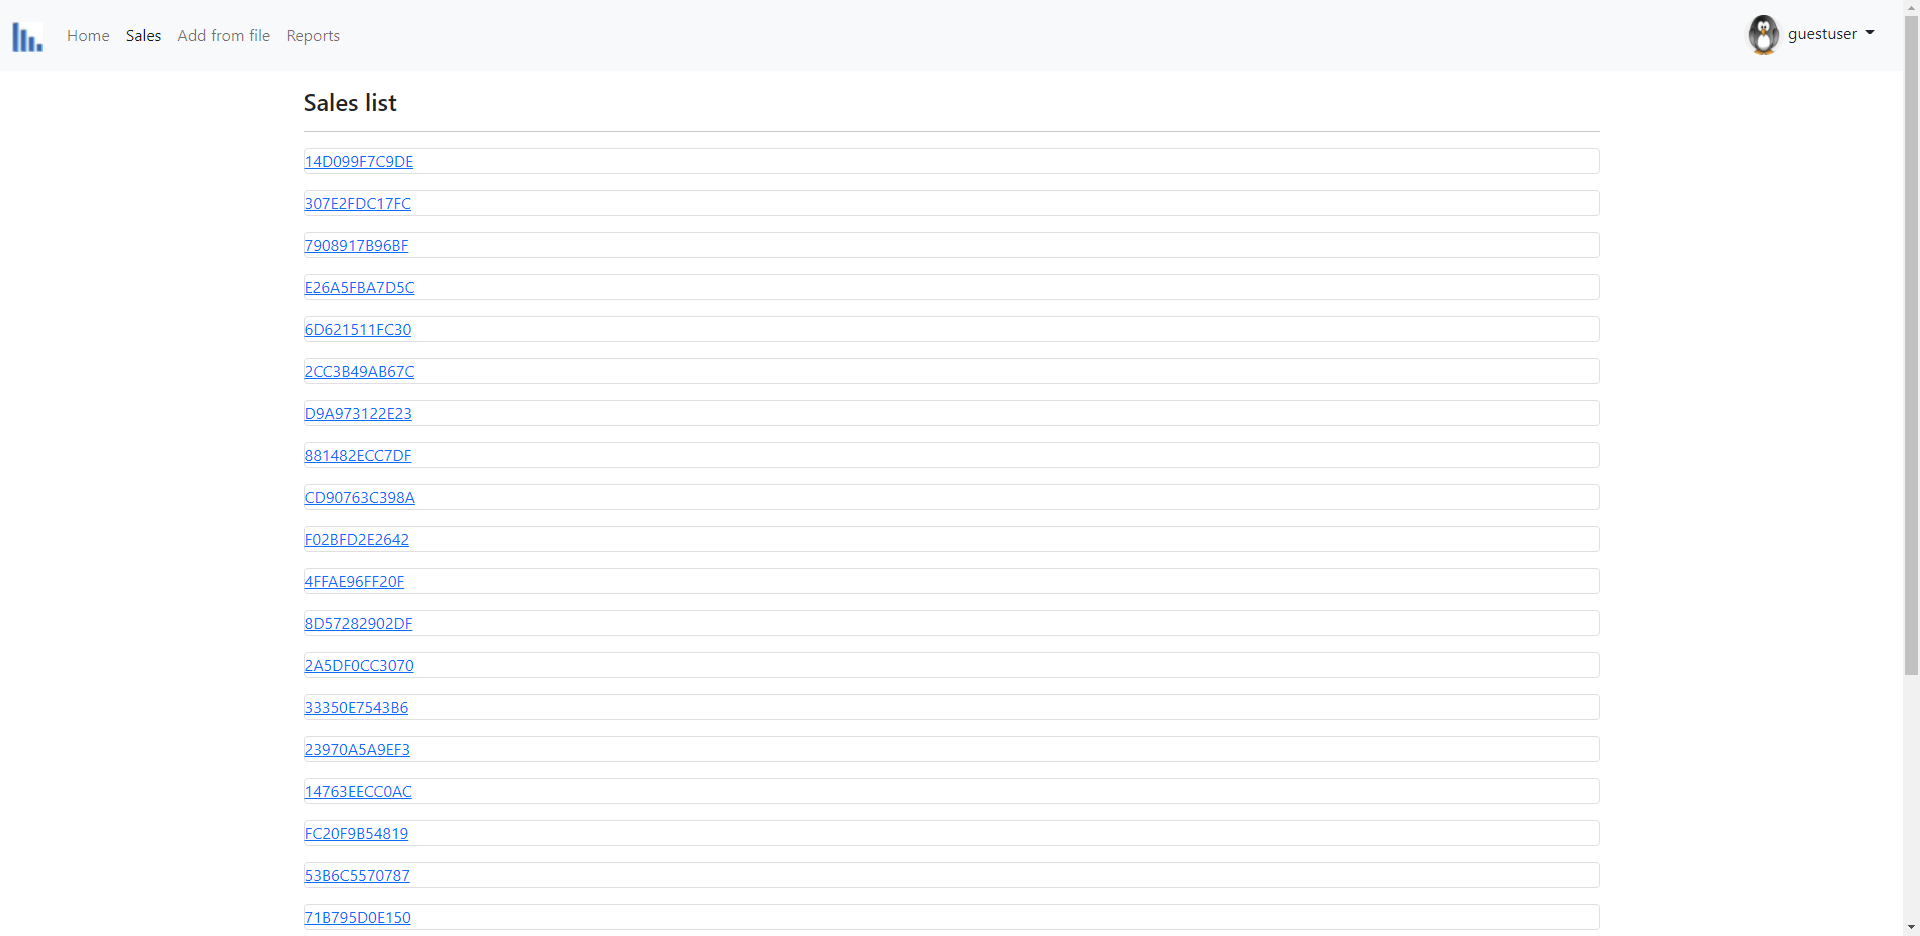 Home Sales Add from file Reports guestuser
Sales list
14D099F7C9DE
307E2FDC17FC
7908917B96BF
E26A5FBA7D5C
6D621511FC30
2CC3B49AB67C
D9A973122E23
881482ECC7DF
CD90763C398A
F02BFD2E2642
4FFAE96FF20F
8D57282902DF
2A5DF0CC3070
33350E7543B6
23970A5A9EF3
14763EECC0AC
FC20F9B54819
53B6C5570787
71B795D0E150